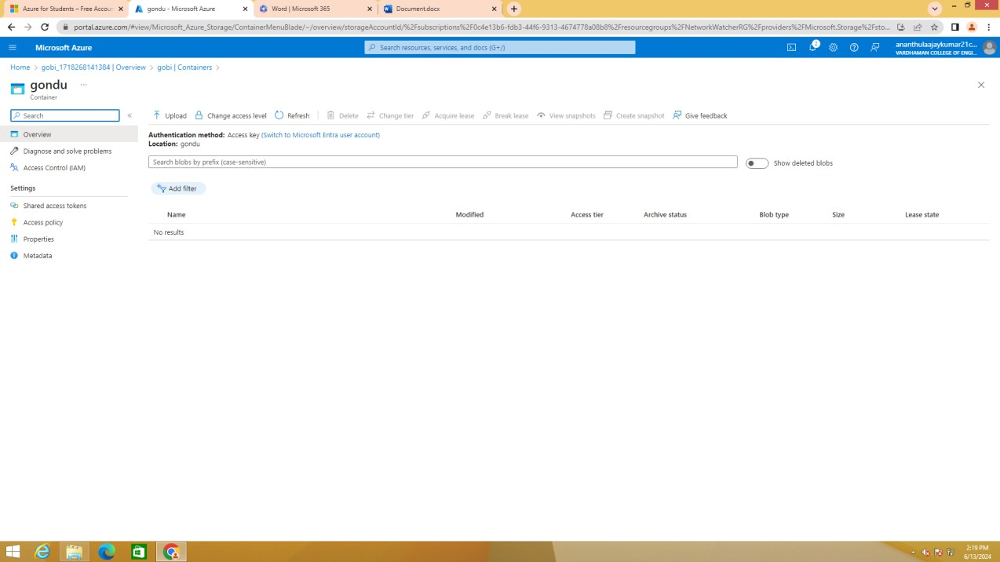 Azure for Students – Free Accou
gondu - Microsoft Azure
Word | Microsoft 365
Document.docx
portal.azure.com/#view/Microsoft_Azure_Storage/ContainerMenuBlade/~/overview/storageAccountId/%2Fsubscriptions%2F0c4e13b6-fdb3-44f6-9313-4674778a08b8%2Fresourcegroups%2FNetworkWatcherRG%2Fproviders%2FMicrosoft.Storage%2Fsto...
Microsoft Azure
Search resources, services, and docs (G+/)
2
ananthulaajaykumar21c...
VARDHAMAN COLLEGE OF ENGI...
Home > gobi_1718268141384 | Overview > gobi | Containers >
gondu ...
Container
Search
«
Upload Change access level Refresh Delete Change tier Acquire lease Break lease View snapshots Create snapshot Give feedback
Overview
Diagnose and solve problems
Access Control (IAM)
Settings
Shared access tokens
Access policy
Properties
Metadata
Authentication method: Access key (Switch to Microsoft Entra user account)
Location: gondu
Search blobs by prefix (case-sensitive)
Show deleted blobs
Add filter
Name Modified Access tier Archive status Blob type Size Lease state
No results
2:19 PM
6/13/2024